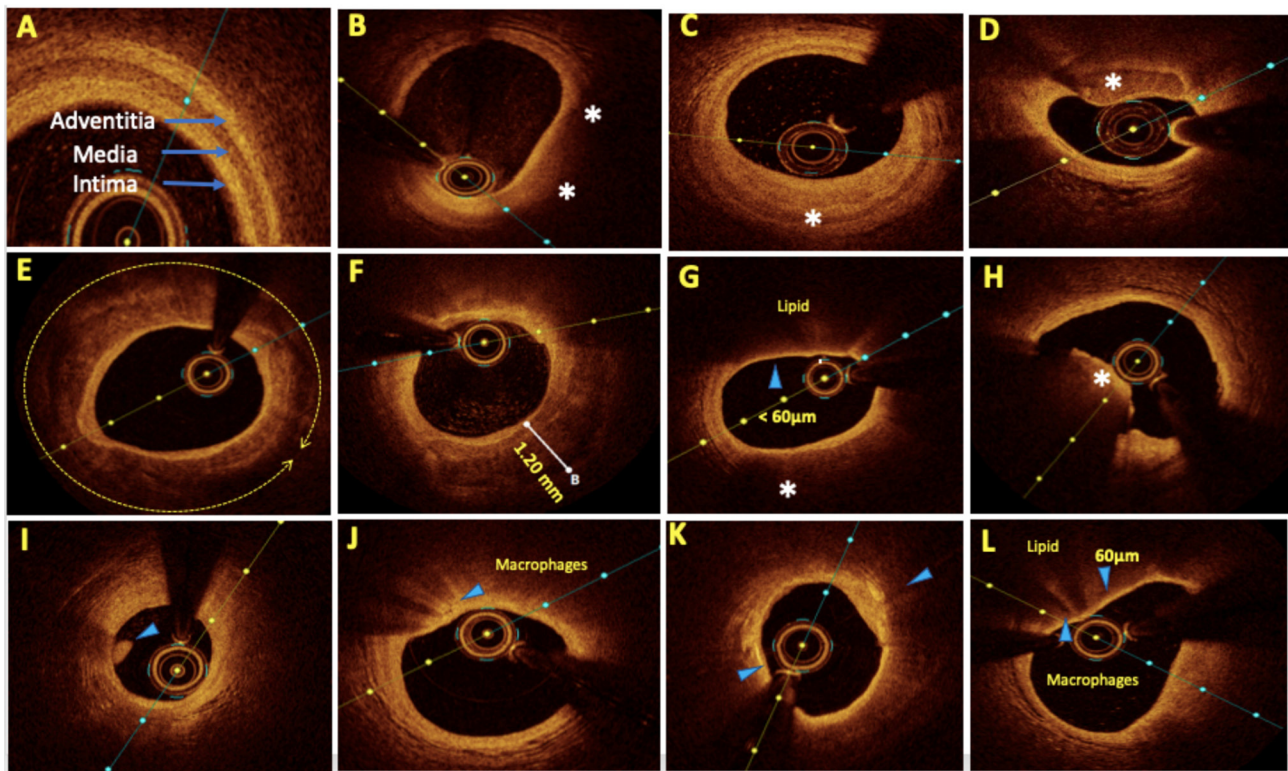 A
Adventitia
Media
Intima
B
*
*
C
*
D
*
E
F
1.20 mm
B
G
Lipid
< 60μm
*
H
*
I
J
Macrophages
K
L
Lipid
60μm
Macrophages